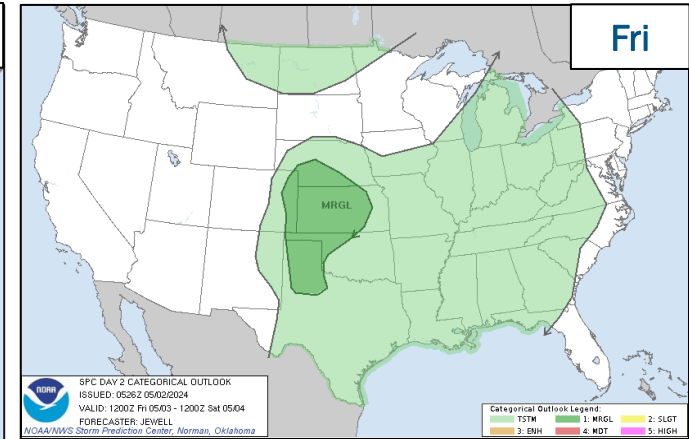 Fri
MRGL
NOAA
SPC DAY 2 CATEGORICAL OUTLOOK
ISSUED: 0526Z 05/02/2024
VALID: 1200Z Fri 05/03 - 1200Z Sat 05/04
FORECASTER: JEWELL
NOAA/NWS Storm Prediction Center, Norman, Oklahoma
Categorical Outlook Legend:
TSTM 1: MRGL 2: SLGT
3: ENH 4: MDT 5: HIGH